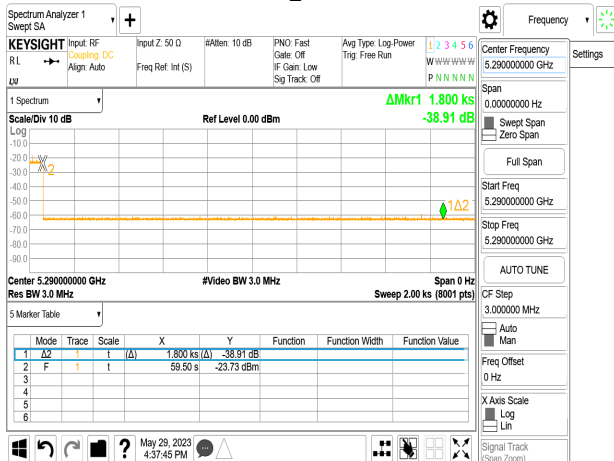 Spectrum Analyzer 1
Swept SA
Frequency
Settings
KEYSIGHT
RL
LXI
Input: RF
Coupling: DC
Align: Auto
Input Z: 50 Ω
Freq Ref: Int (S)
#Atten: 10 dB
PNO: Fast
Gate: Off
IF Gain: Low
Sig Track: Off
Avg Type: Log-Power
Trig: Free Run
1 2 3 4 5 6
W W W W W W
P N N N N N
1 Spectrum
ΔMkr1 1.800 ks
Scale/Div 10 dB
Ref Level 0.00 dBm
-38.91 dB
Log
-10.0
-20.0
-30.0
-40.0
-50.0
-60.0
-70.0
-80.0
-90.0
X2
1Δ2
Center 5.290000000 GHz
#Video BW 3.0 MHz
Span 0 Hz
Res BW 3.0 MHz
Sweep 2.00 ks (8001 pts)
5 Marker Table
Mode Trace Scale X Y Function Function Width Function Value
1 Δ2 1 t (Δ) 1.800 ks (Δ) -38.91 dB
2 F 1 t 59.50 s -23.73 dBm
3
4
5
6
?
May 29, 2023
4:37:45 PM
Center Frequency
5.290000000 GHz
Span
0.00000000 Hz
Swept Span
Zero Span
Full Span
Start Freq
5.290000000 GHz
Stop Freq
5.290000000 GHz
AUTO TUNE
CF Step
3.000000 MHz
Auto
Man
Freq Offset
0 Hz
X Axis Scale
Log
Lin
Signal Track
(Span Zoom)